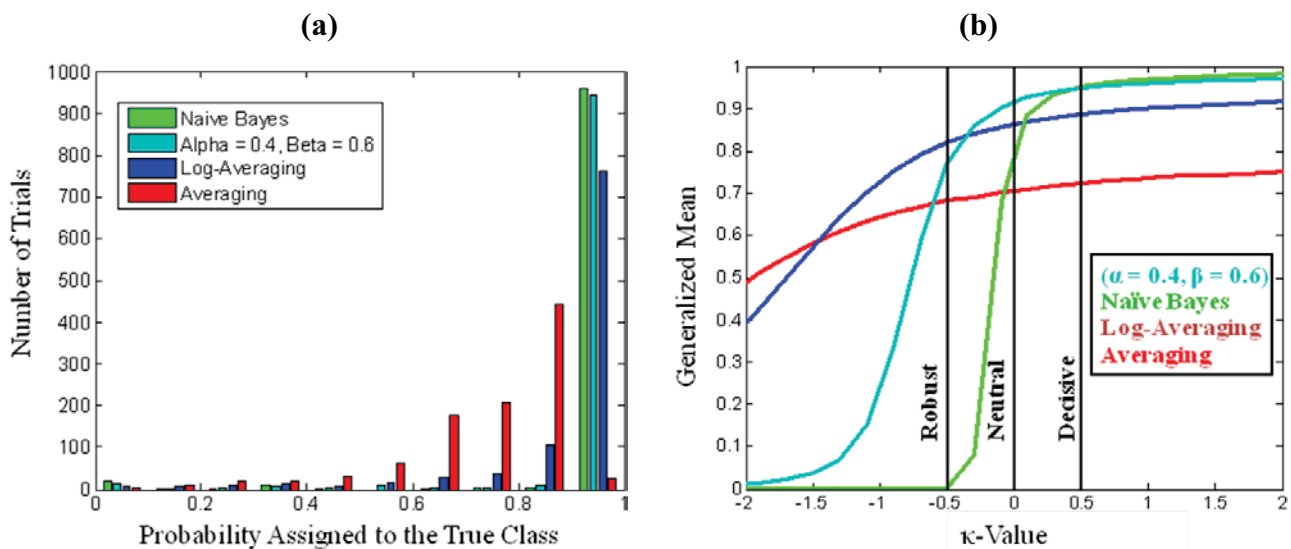 (a)
1000
900
800
700
600
500
400
300
200
100
0
Number of Trials
Naive Bayes
Alpha = 0.4, Beta = 0.6
Log-Averaging
Averaging
0
0.2
0.4
0.6
0.8
1
Probability Assigned to the True Class
(b)
1
0.9
0.8
0.7
0.6
0.5
0.4
0.3
0.2
0.1
0
Generalized Mean
Robust
Neutral
Decisive
(α = 0.4, β = 0.6)
Naïve Bayes
Log-Averaging
Averaging
-2
-1.5
-1
-0.5
0
0.5
1
1.5
2
κ-Value